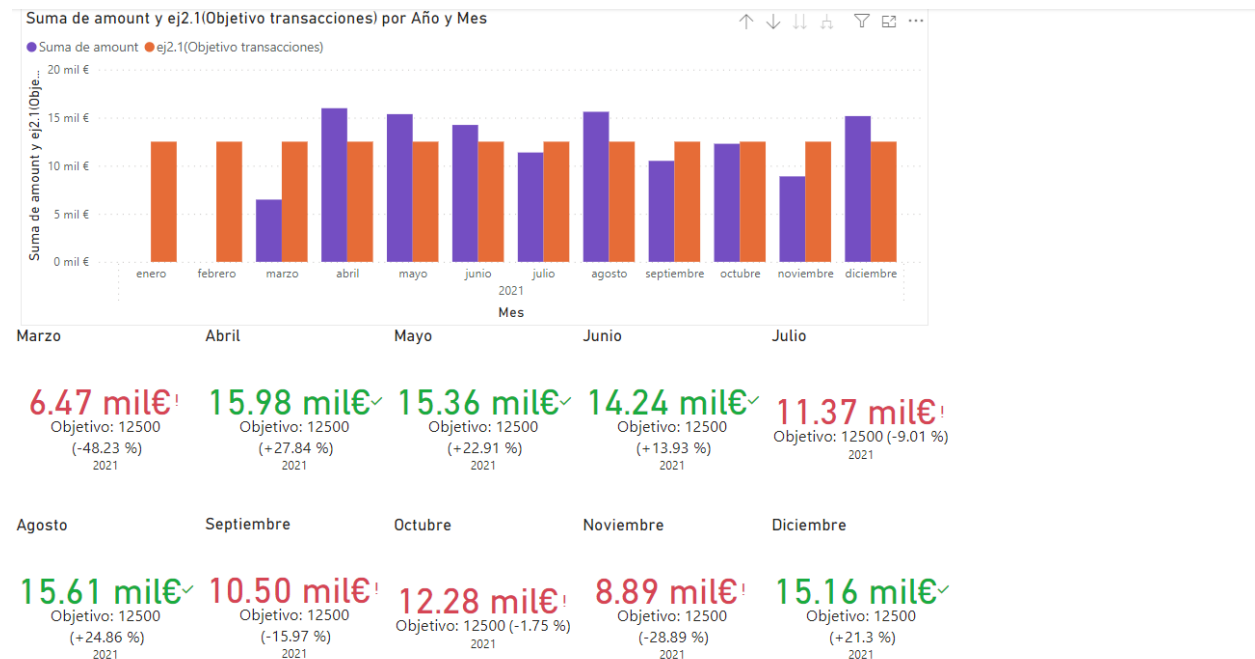 Suma de amount y ej2.1(Objetivo transacciones) por Año y Mes
Suma de amount ej2.1(Objetivo transacciones)
Suma de amount y ej2.1(Obje...
20 mil €
15 mil €
10 mil €
5 mil €
0 mil €
enero febrero marzo abril mayo junio julio agosto septiembre octubre noviembre diciembre
2021
Mes
Marzo Abril Mayo Junio Julio
6.47 mil€! 15.98 mil€ 15.36 mil€ 14.24 mil€ 11.37 mil€!
Objetivo: 12500 Objetivo: 12500 Objetivo: 12500 Objetivo: 12500 Objetivo: 12500 (-9.01 %)
(-48.23 %) (+27.84 %) (+22.91 %) (+13.93 %)
2021 2021 2021 2021 2021
Agosto Septiembre Octubre Noviembre Diciembre
15.61 mil€ 10.50 mil€! 12.28 mil€! 8.89 mil€! 15.16 mil€
Objetivo: 12500 Objetivo: 12500 Objetivo: 12500 (-1.75 %) Objetivo: 12500 Objetivo: 12500
(+24.86 %) (-15.97 %) (-28.89 %) (+21.3 %)
2021 2021 2021 2021 2021